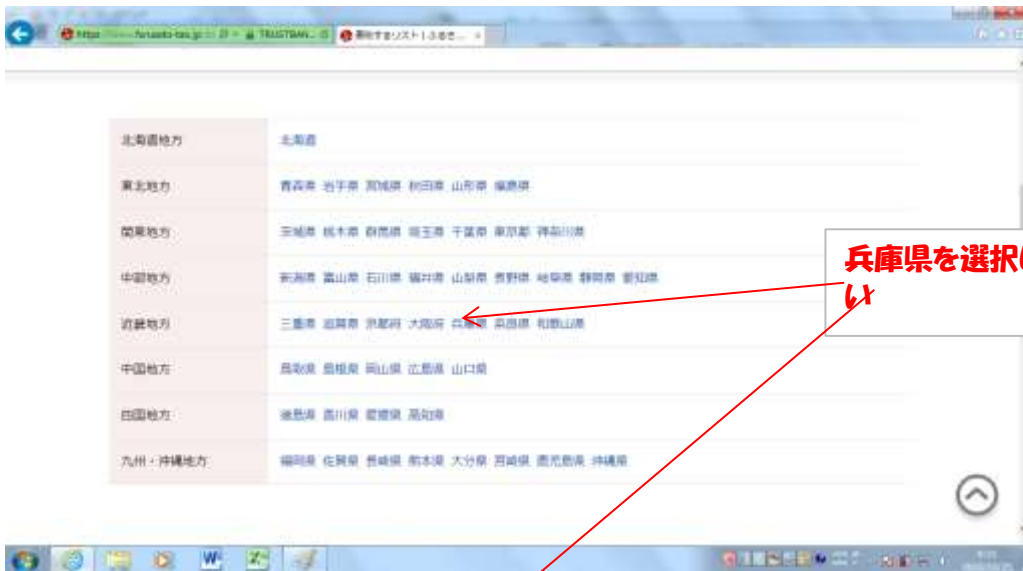 北海道地方 北海道
東北地方 青森県 岩手県 宮城県 秋田県 山形県 福島県
関東地方 茨城県 栃木県 群馬県 埼玉県 千葉県 東京都 神奈川県
中部地方 新潟県 富山県 石川県 福井県 山梨県 長野県 岐阜県 静岡県 愛知県
兵庫県を選択
い
近畿地方 三重県 滋賀県 京都府 大阪府 兵庫県 奈良県 和歌山県
中国地方 鳥取県 島根県 岡山県 広島県 山口県
四国地方 徳島県 香川県 愛媛県 高知県
九州・沖縄地方 福岡県 佐賀県 長崎県 熊本県 大分県 宮崎県 鹿児島県 沖縄県